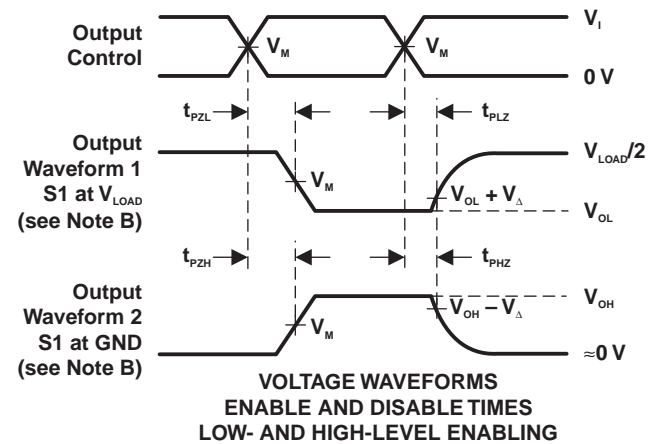 Output
Control
V_M
V_M
V_I
0 V
t_PZL
t_PLZ
Output
Waveform 1
S1 at V_LOAD
(see Note B)
V_M
V_OL + V_Δ
V_LOAD/2
V_OL
t_PZH
t_PHZ
Output
Waveform 2
S1 at GND
(see Note B)
V_M
V_OH − V_Δ
V_OH
≈0 V
VOLTAGE WAVEFORMS
ENABLE AND DISABLE TIMES
LOW- AND HIGH-LEVEL ENABLING